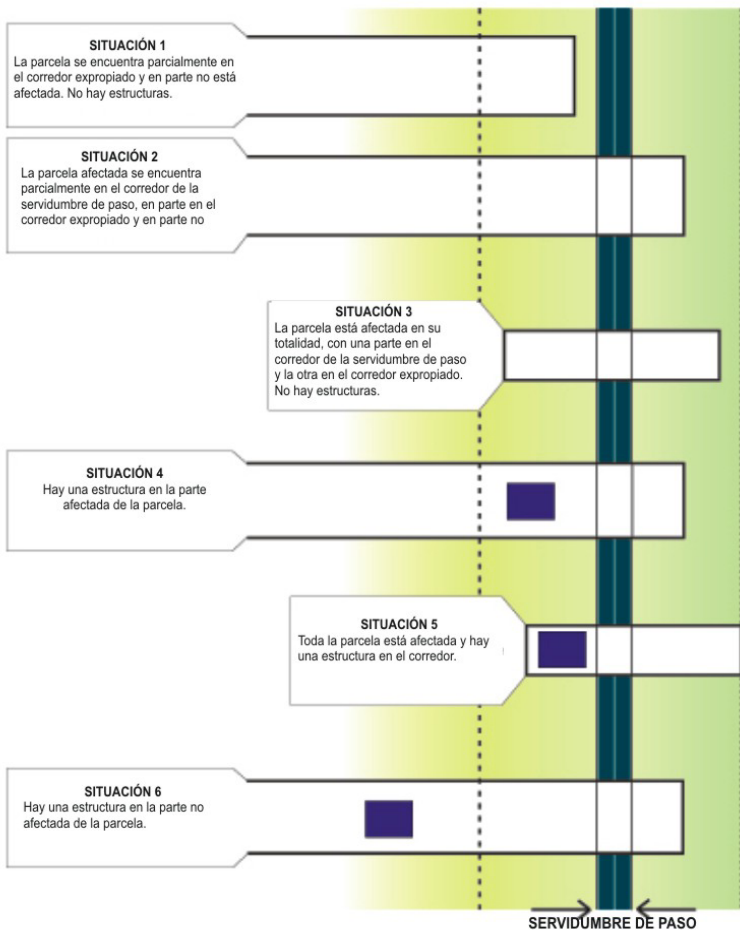 SITUACIÓN 1
La parcela se encuentra parcialmente en
el corredor expropiado y en parte no está
afectada. No hay estructuras.
SITUACIÓN 2
La parcela afectada se encuentra
parcialmente en el corredor de la
servidumbre de paso, en parte en el
corredor expropiado y en parte no
SITUACIÓN 3
La parcela está afectada en su
totalidad, con una parte en el
corredor de la servidumbre de paso
y la otra en el corredor expropiado.
No hay estructuras.
SITUACIÓN 4
Hay una estructura en la parte
afectada de la parcela.
SITUACIÓN 5
Toda la parcela está afectada y hay
una estructura en el corredor.
SITUACIÓN 6
Hay una estructura en la parte no
afectada de la parcela.
SERVIDUMBRE DE PASO